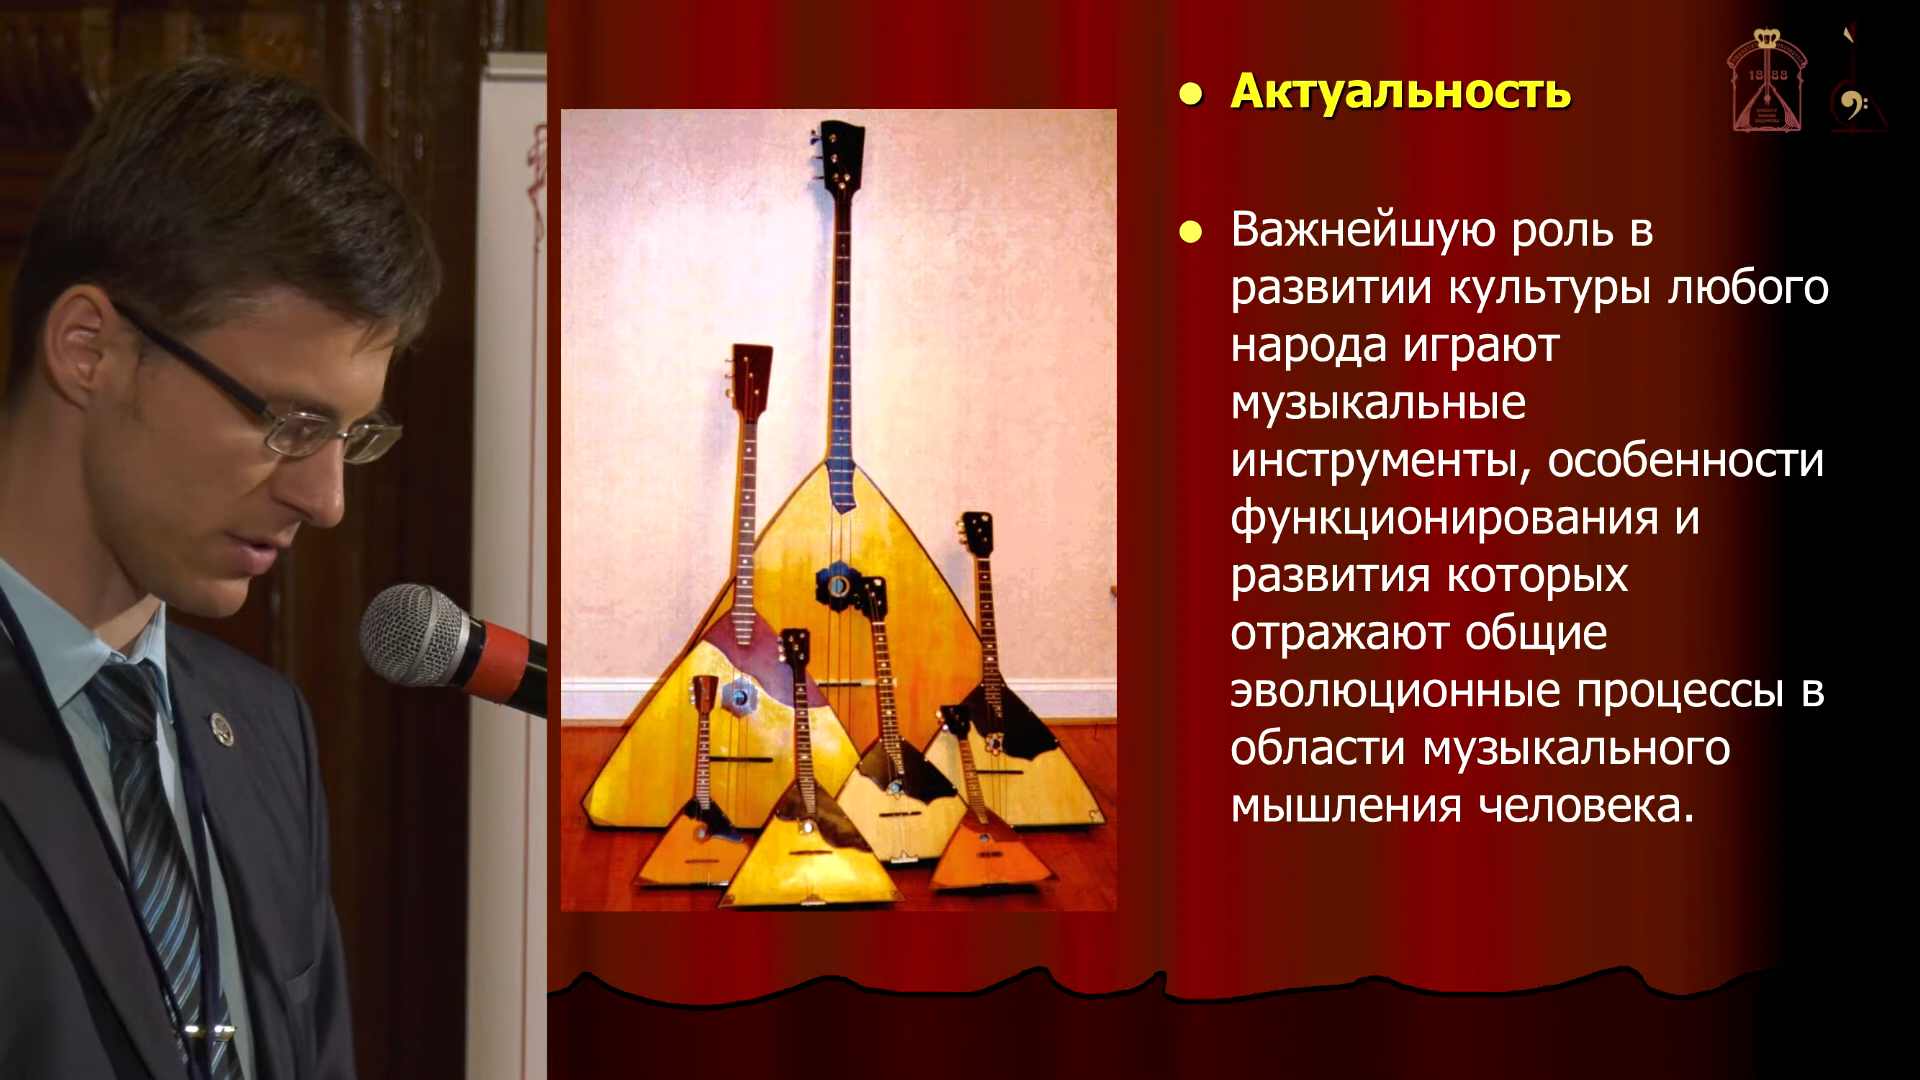 Актуальность
Важнейшую роль в
развитии культуры любого
народа играют
музыкальные
инструменты, особенности
функционирования и
развития которых
отражают общие
эволюционные процессы в
области музыкального
мышления человека.
1888